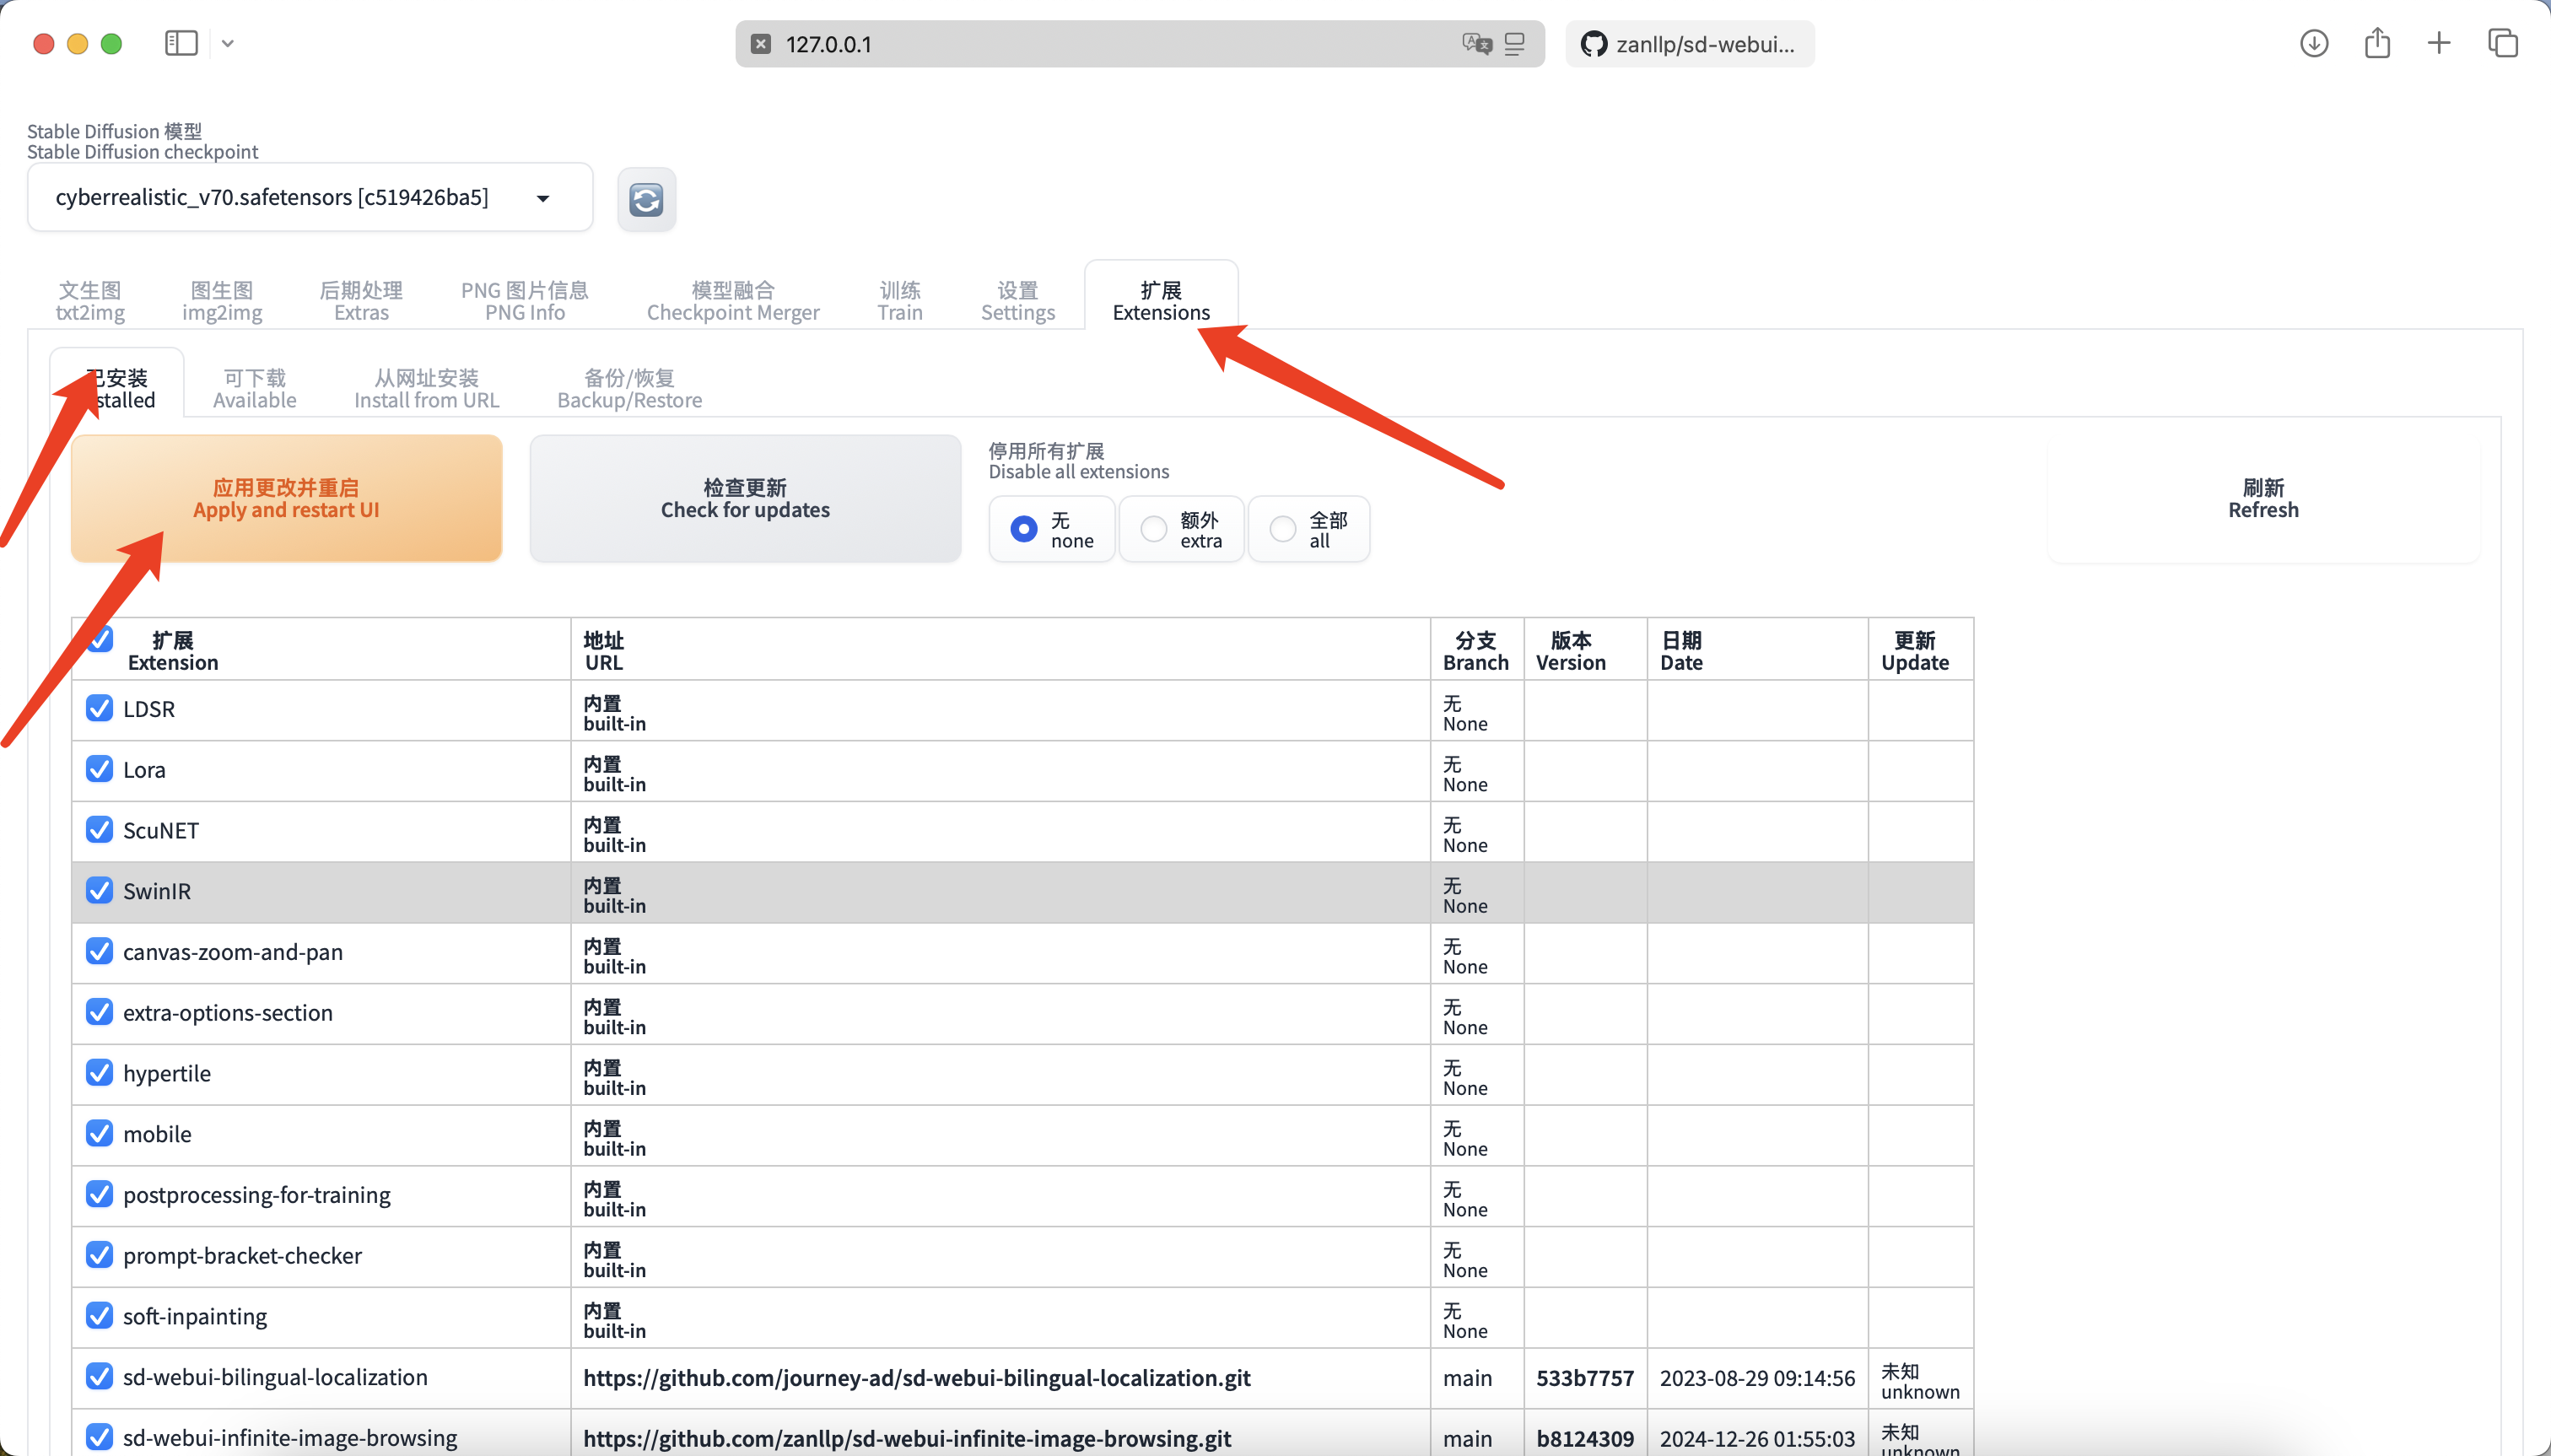 127.0.0.1
zanllp/sd-webui...
Stable Diffusion 模型
Stable Diffusion checkpoint
cyberrealistic_v70.safetensors [c519426ba5]
文生图
txt2img
图生图
img2img
后期处理
Extras
PNG 图片信息
PNG Info
模型融合
Checkpoint Merger
训练
Train
设置
Settings
扩展
Extensions
已安装
stalled
可下载
Available
从网址安装
Install from URL
备份/恢复
Backup/Restore
应用更改并重启
Apply and restart UI
检查更新
Check for updates
停用所有扩展
Disable all extensions
无
none
额外
extra
全部
all
刷新
Refresh
扩展
Extension
地址
URL
分支
Branch
版本
Version
日期
Date
更新
Update
LDSR
内置
built-in
无
None
Lora
内置
built-in
无
None
ScuNET
内置
built-in
无
None
SwinIR
内置
built-in
无
None
canvas-zoom-and-pan
内置
built-in
无
None
extra-options-section
内置
built-in
无
None
hypertile
内置
built-in
无
None
mobile
内置
built-in
无
None
postprocessing-for-training
内置
built-in
无
None
prompt-bracket-checker
内置
built-in
无
None
soft-inpainting
内置
built-in
无
None
sd-webui-bilingual-localization
https://github.com/journey-ad/sd-webui-bilingual-localization.git
main
533b7757
2023-08-29 09:14:56
未知
unknown
sd-webui-infinite-image-browsing
https://github.com/zanllp/sd-webui-infinite-image-browsing.git
main
b8124309
2024-12-26 01:55:03
未知
unknown